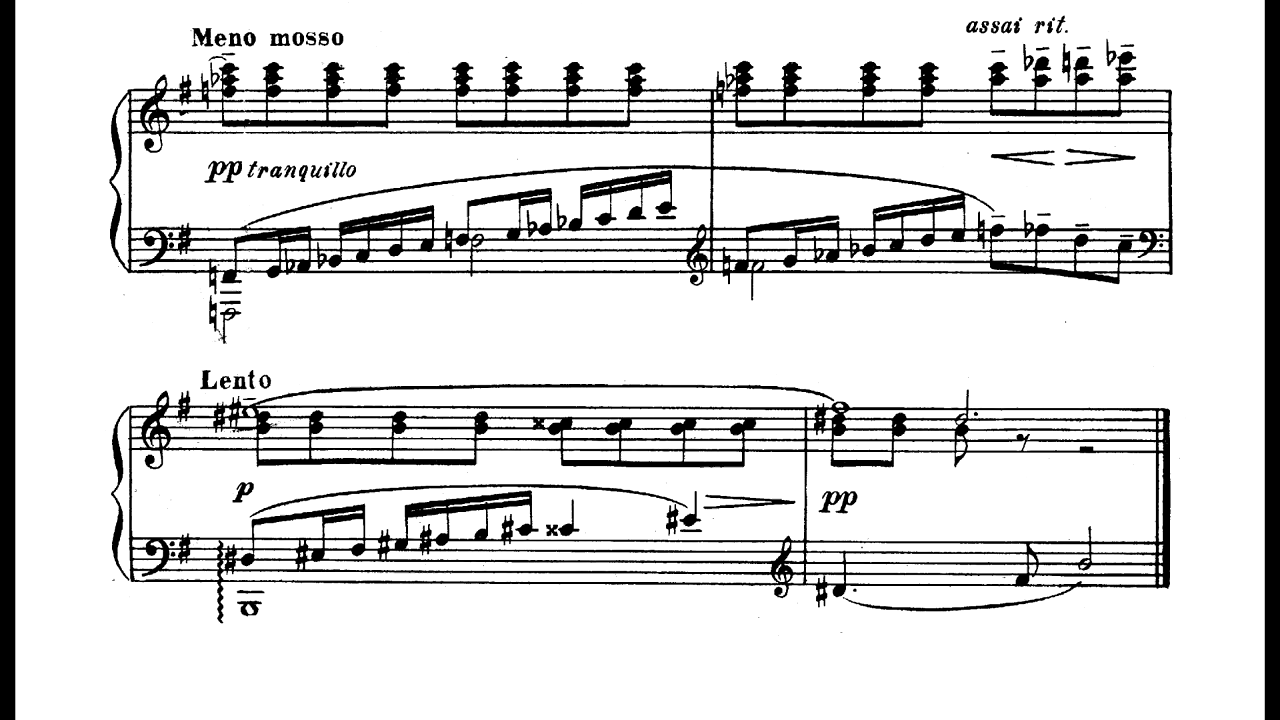 Meno mosso
assai rit.
pp tranquillo
Lento
p
pp